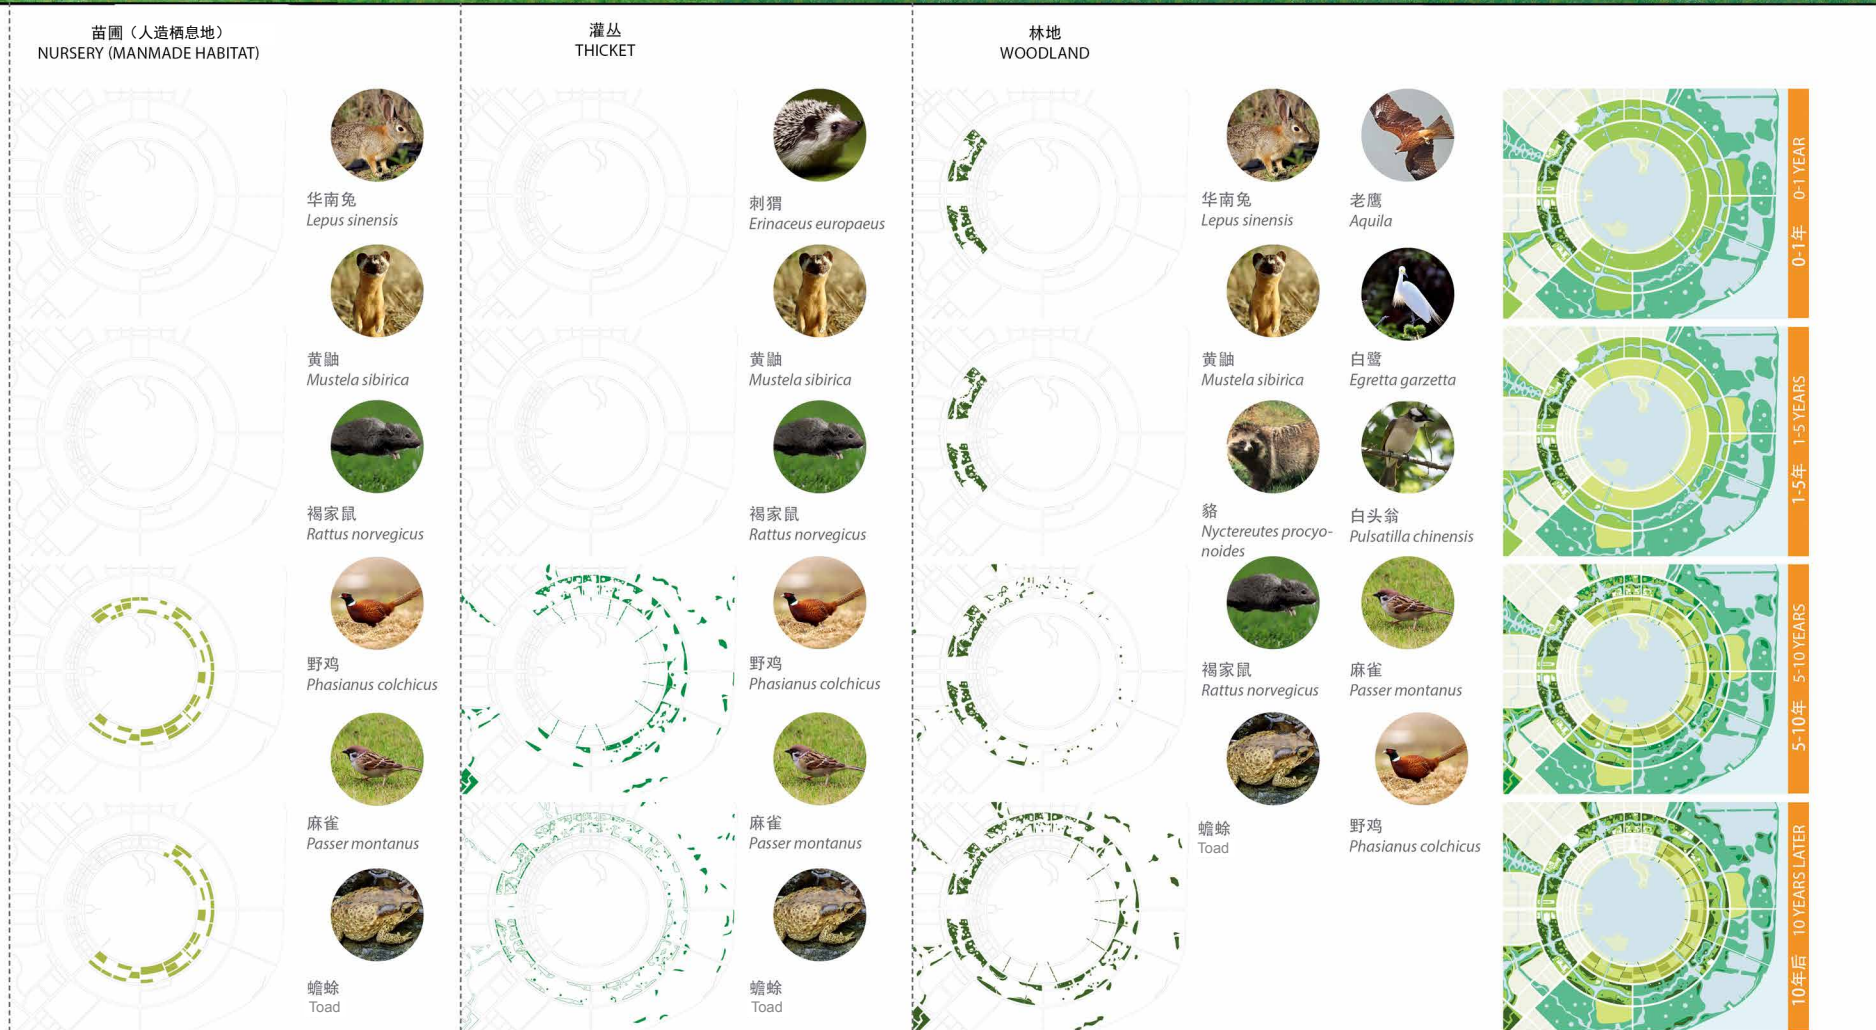 苗圃（人造栖息地）
NURSERY (MANMADE HABITAT)
华南兔
Lepus sinensis
黄鼬
Mustela sibirica
褐家鼠
Rattus norvegicus
野鸡
Phasianus colchicus
麻雀
Passer montanus
蟾蜍
Toad
灌丛
THICKET
刺猬
Erinaceus europaeus
黄鼬
Mustela sibirica
褐家鼠
Rattus norvegicus
野鸡
Phasianus colchicus
麻雀
Passer montanus
蟾蜍
Toad
林地
WOODLAND
华南兔
Lepus sinensis
黄鼬
Mustela sibirica
貉
Nyctereutes procyo-
noides
褐家鼠
Rattus norvegicus
蟾蜍
Toad
老鹰
Aquila
白鹭
Egretta garzetta
白头翁
Pulsatilla chinensis
麻雀
Passer montanus
野鸡
Phasianus colchicus
0-1年 0-1 YEAR
1-5年 1-5 YEARS
5-10年 5-10 YEARS
10年后 10 YEARS LATER